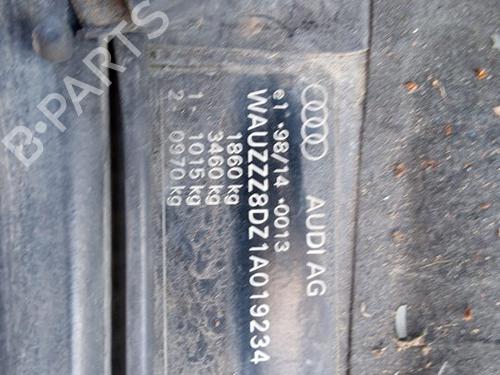 AUDI AG
e1 *98/14 *0013
WAUZZZ8DZ1A019234
1860 kg
3460 kg
1- 1015 kg
2- 0970 kg
B-PARTS